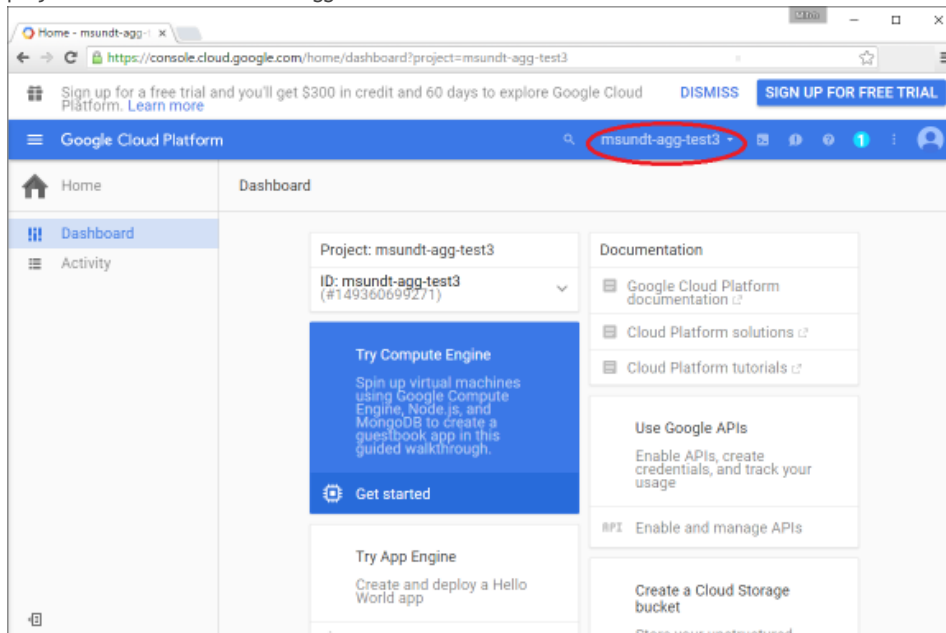 Home - msundt-agg-t
https://console.cloud.google.com/home/dashboard?project=msundt-agg-test3
Sign up for a free trial and you'll get $300 in credit and 60 days to explore Google Cloud
Platform. Learn more
DISMISS
SIGN UP FOR FREE TRIAL
Google Cloud Platform
msundt-agg-test3
1
Home
Dashboard
Dashboard
Activity
Project: msundt-agg-test3
ID: msundt-agg-test3
(#149360699271)
Try Compute Engine
Spin up virtual machines
using Google Compute
Engine, Node.js, and
MongoDB to create a
guestbook app in this
guided walkthrough.
Get started
Try App Engine
Create and deploy a Hello
World app
Documentation
Google Cloud Platform
documentation
Cloud Platform solutions
Cloud Platform tutorials
Use Google APIs
Enable APIs, create
credentials, and track your
usage
API Enable and manage APIs
Create a Cloud Storage
bucket